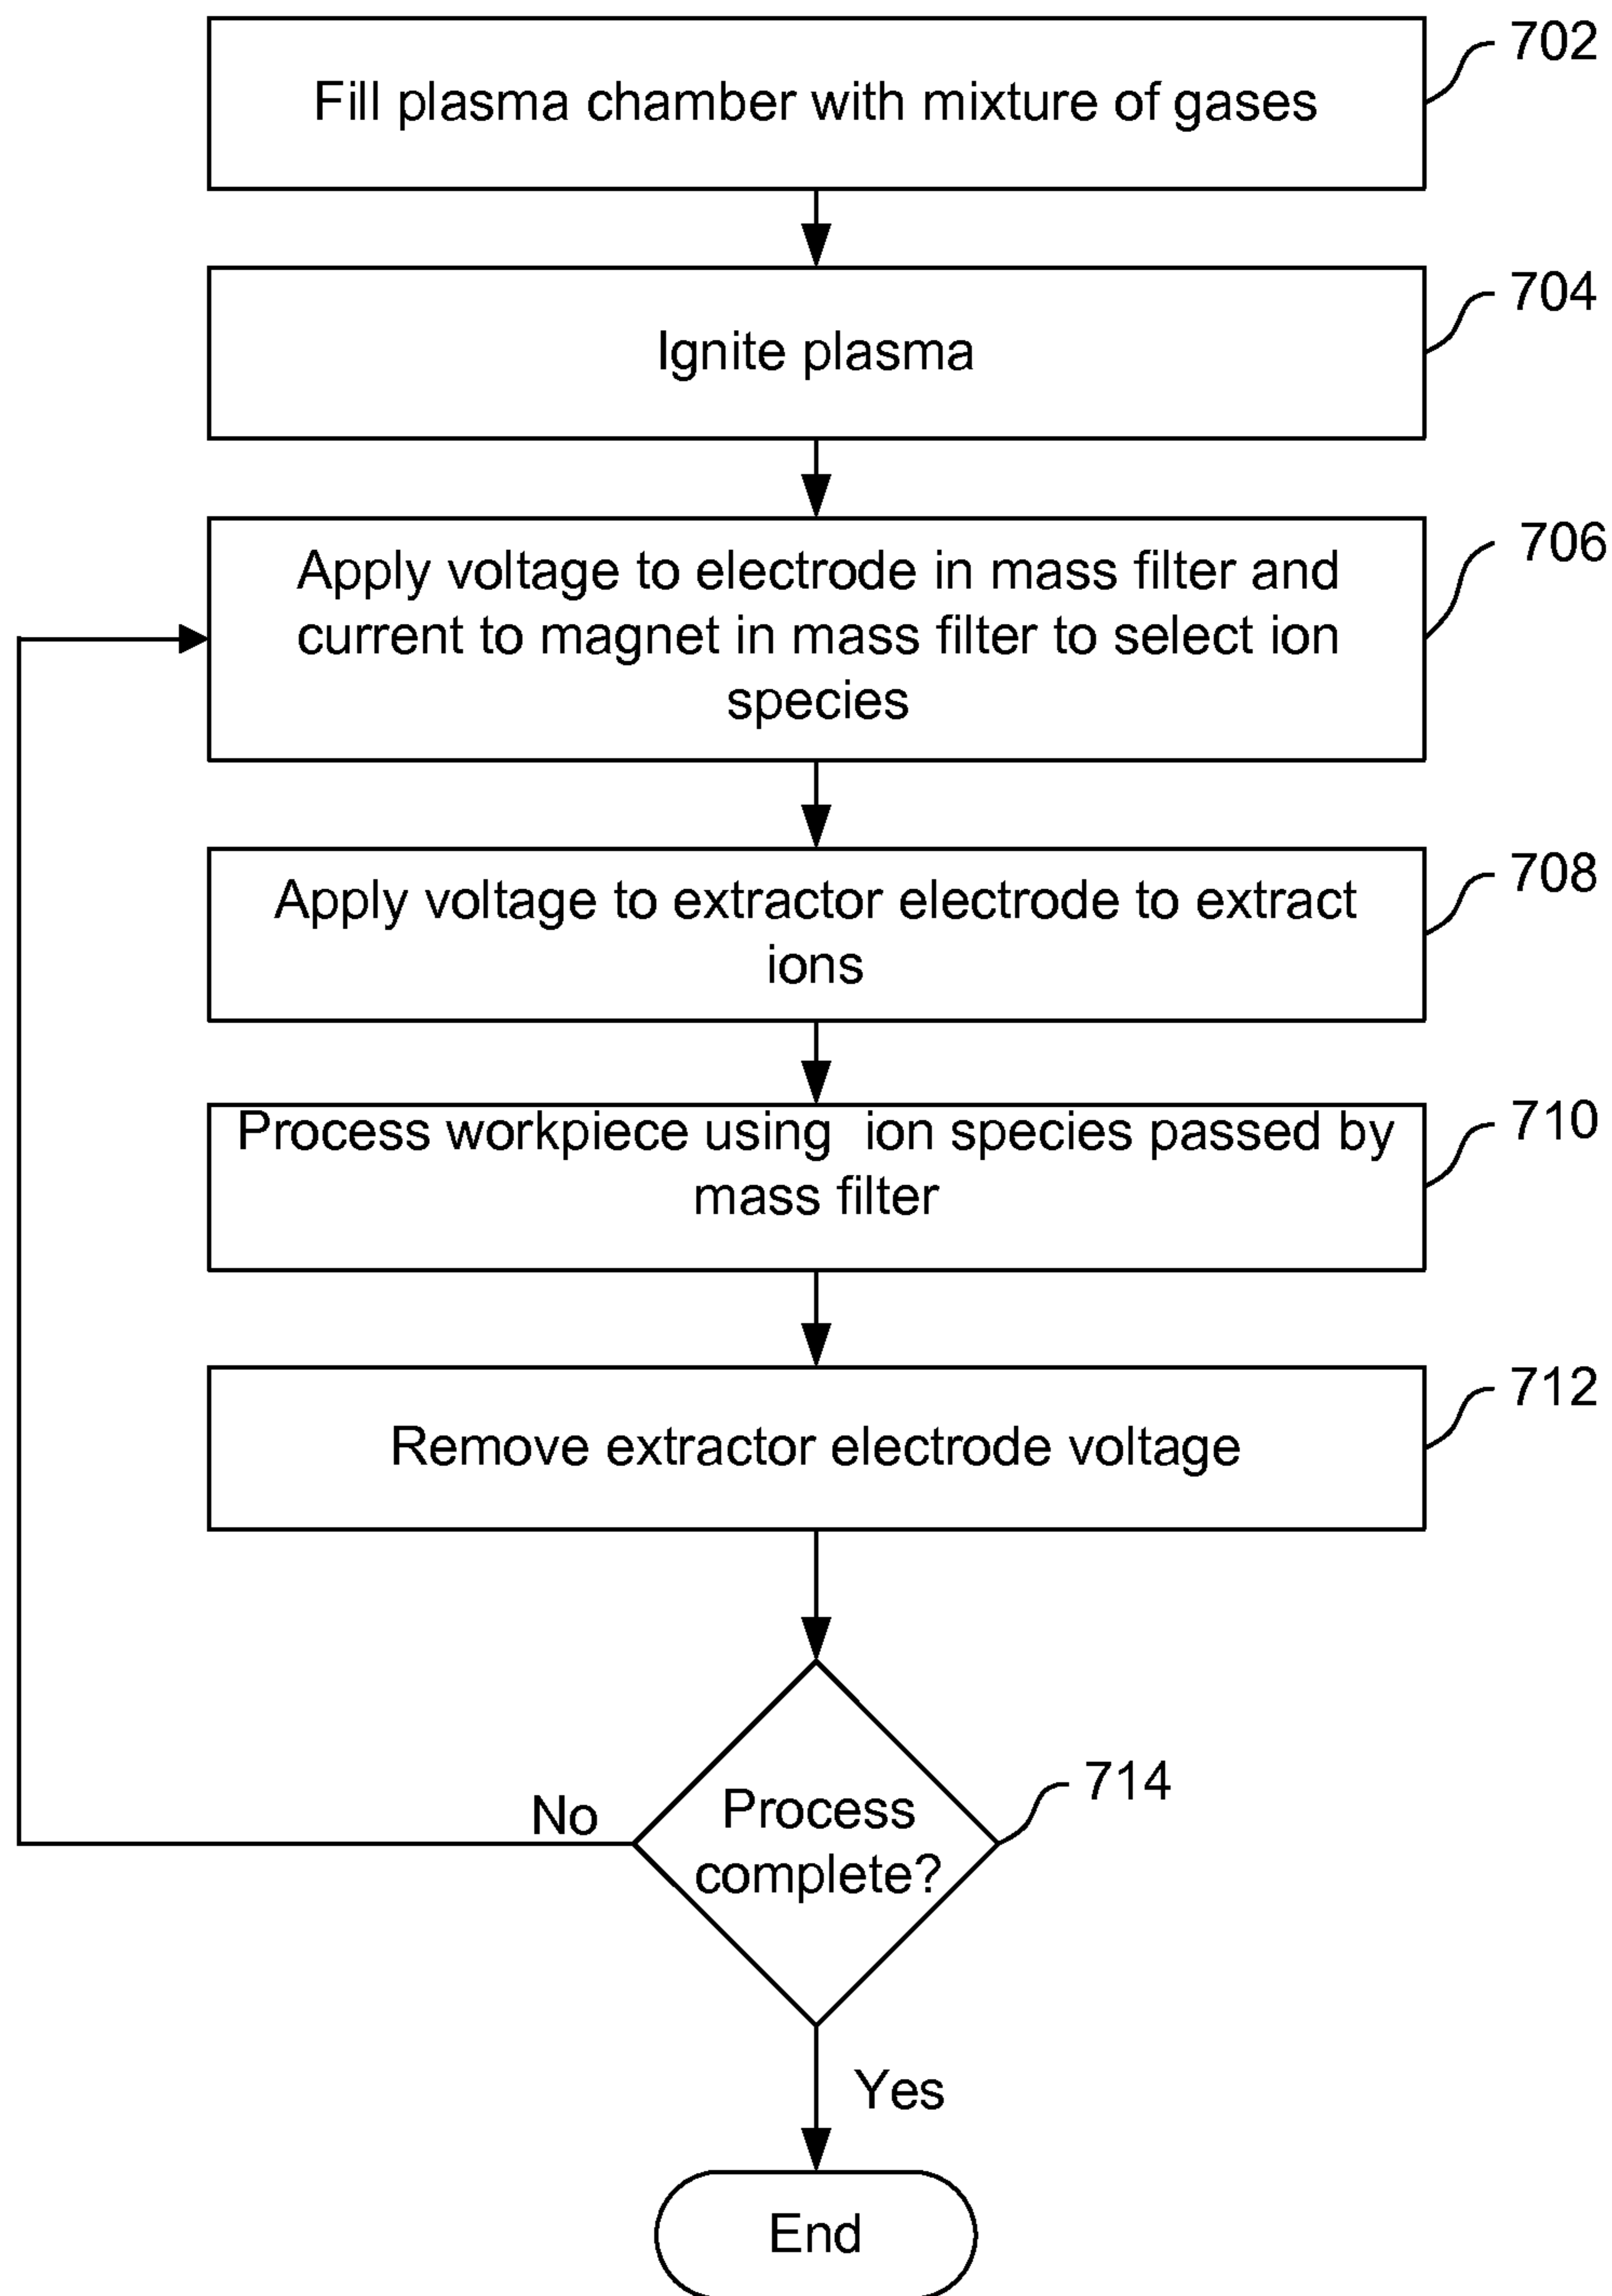 702
Fill plasma chamber with mixture of gases
704
Ignite plasma
706
Apply voltage to electrode in mass filter and
current to magnet in mass filter to select ion
species
708
Apply voltage to extractor electrode to extract
ions
710
Process workpiece using  ion species passed by
mass filter
712
Remove extractor electrode voltage
714
Process
complete?
No
Yes
End